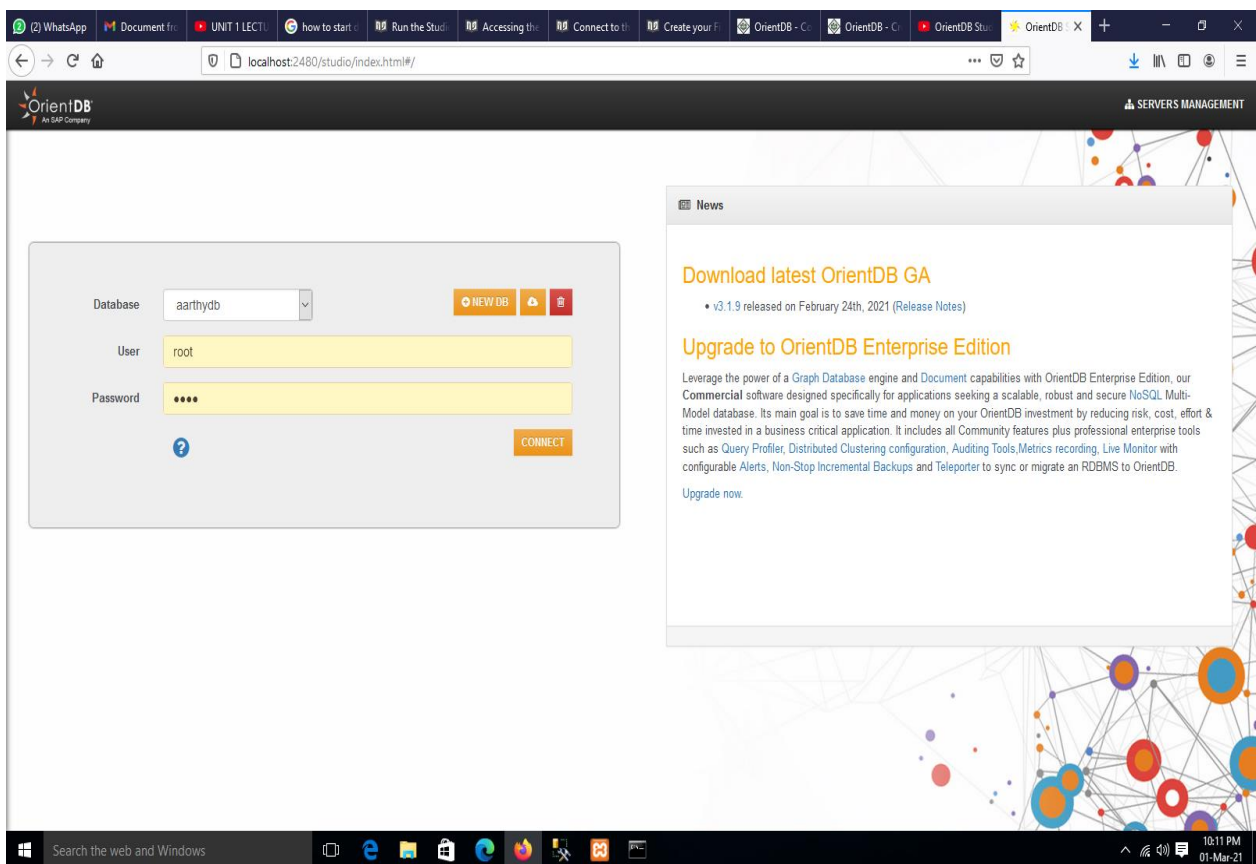 (2) WhatsApp
Document fro
UNIT 1 LECTU
how to start o
Run the Studi
Accessing the
Connect to th
Create your Fi
OrientDB - Ce
OrientDB - Cr
OrientDB Stud
OrientDB S
localhost:2480/studio/index.html#/
OrientDB
An SAP Company
SERVERS MANAGEMENT
Database
aarthydb
NEW DB
User
root
Password
CONNECT
News
Download latest OrientDB GA
• v3.1.9 released on February 24th, 2021 (Release Notes)
Upgrade to OrientDB Enterprise Edition
Leverage the power of a Graph Database engine and Document capabilities with OrientDB Enterprise Edition, our
Commercial software designed specifically for applications seeking a scalable, robust and secure NoSQL Multi-
Model database. Its main goal is to save time and money on your OrientDB investment by reducing risk, cost, effort &
time invested in a business critical application. It includes all Community features plus professional enterprise tools
such as Query Profiler, Distributed Clustering configuration, Auditing Tools,Metrics recording, Live Monitor with
configurable Alerts, Non-Stop Incremental Backups and Teleporter to sync or migrate an RDBMS to OrientDB.
Upgrade now.
Search the web and Windows
10:11 PM
01-Mar-21